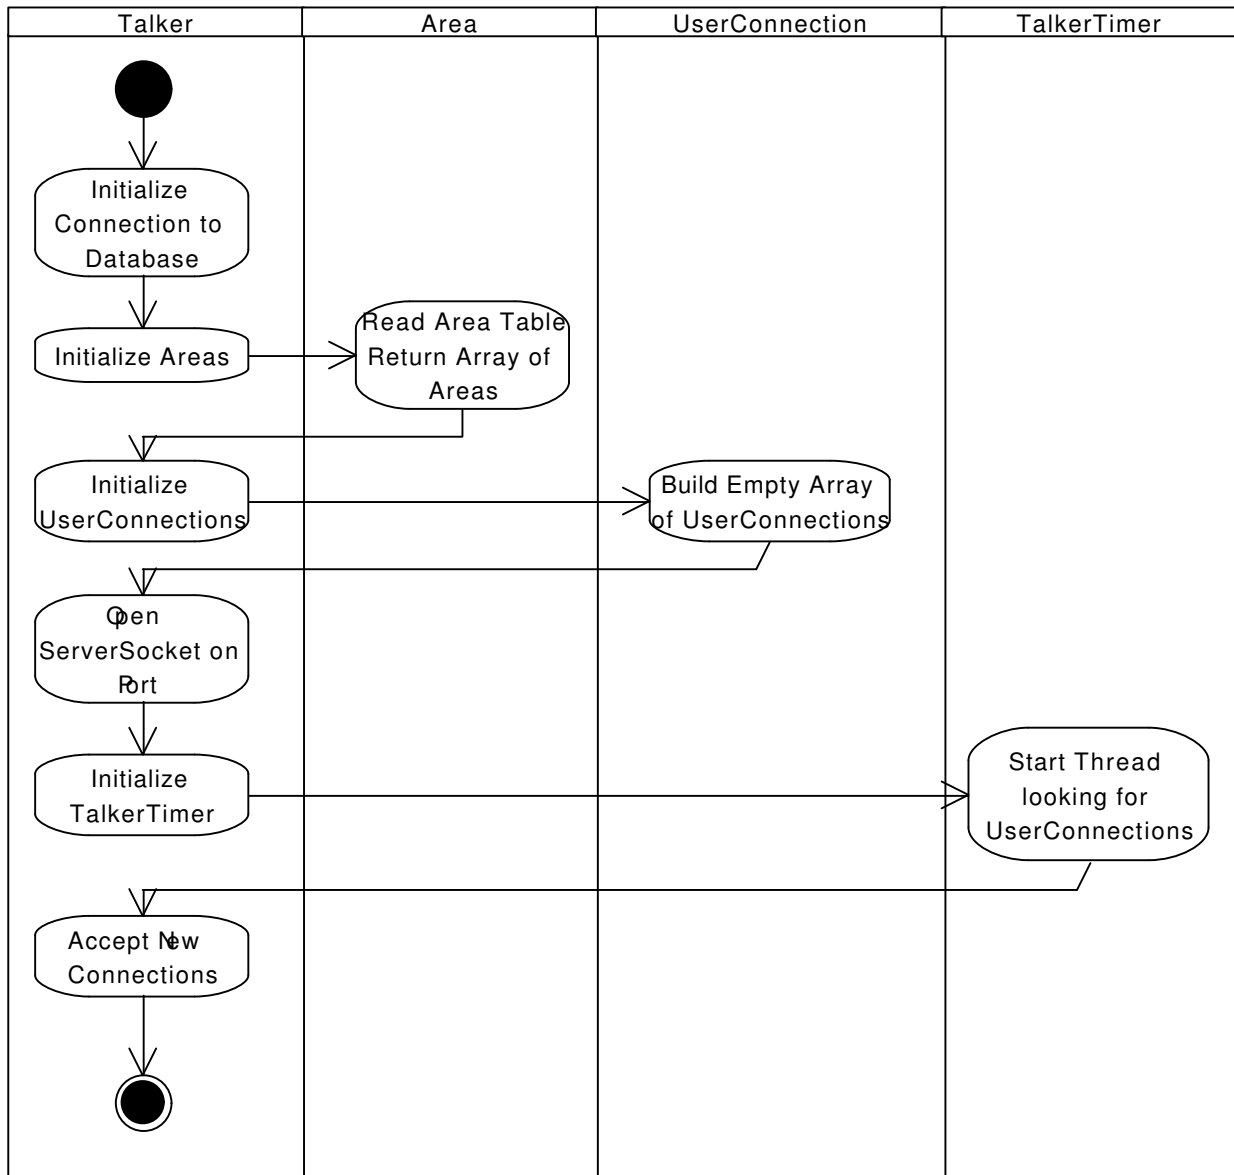 Talker
Area
UserConnection
TalkerTimer
Initialize
Connection to
Database
Initialize Areas
Read Area Table
Return Array of
Areas
Initialize
UserConnections
Build Empty Array
of UserConnections
Open
ServerSocket on
Port
Initialize
TalkerTimer
Start Thread
looking for
UserConnections
Accept New
Connections